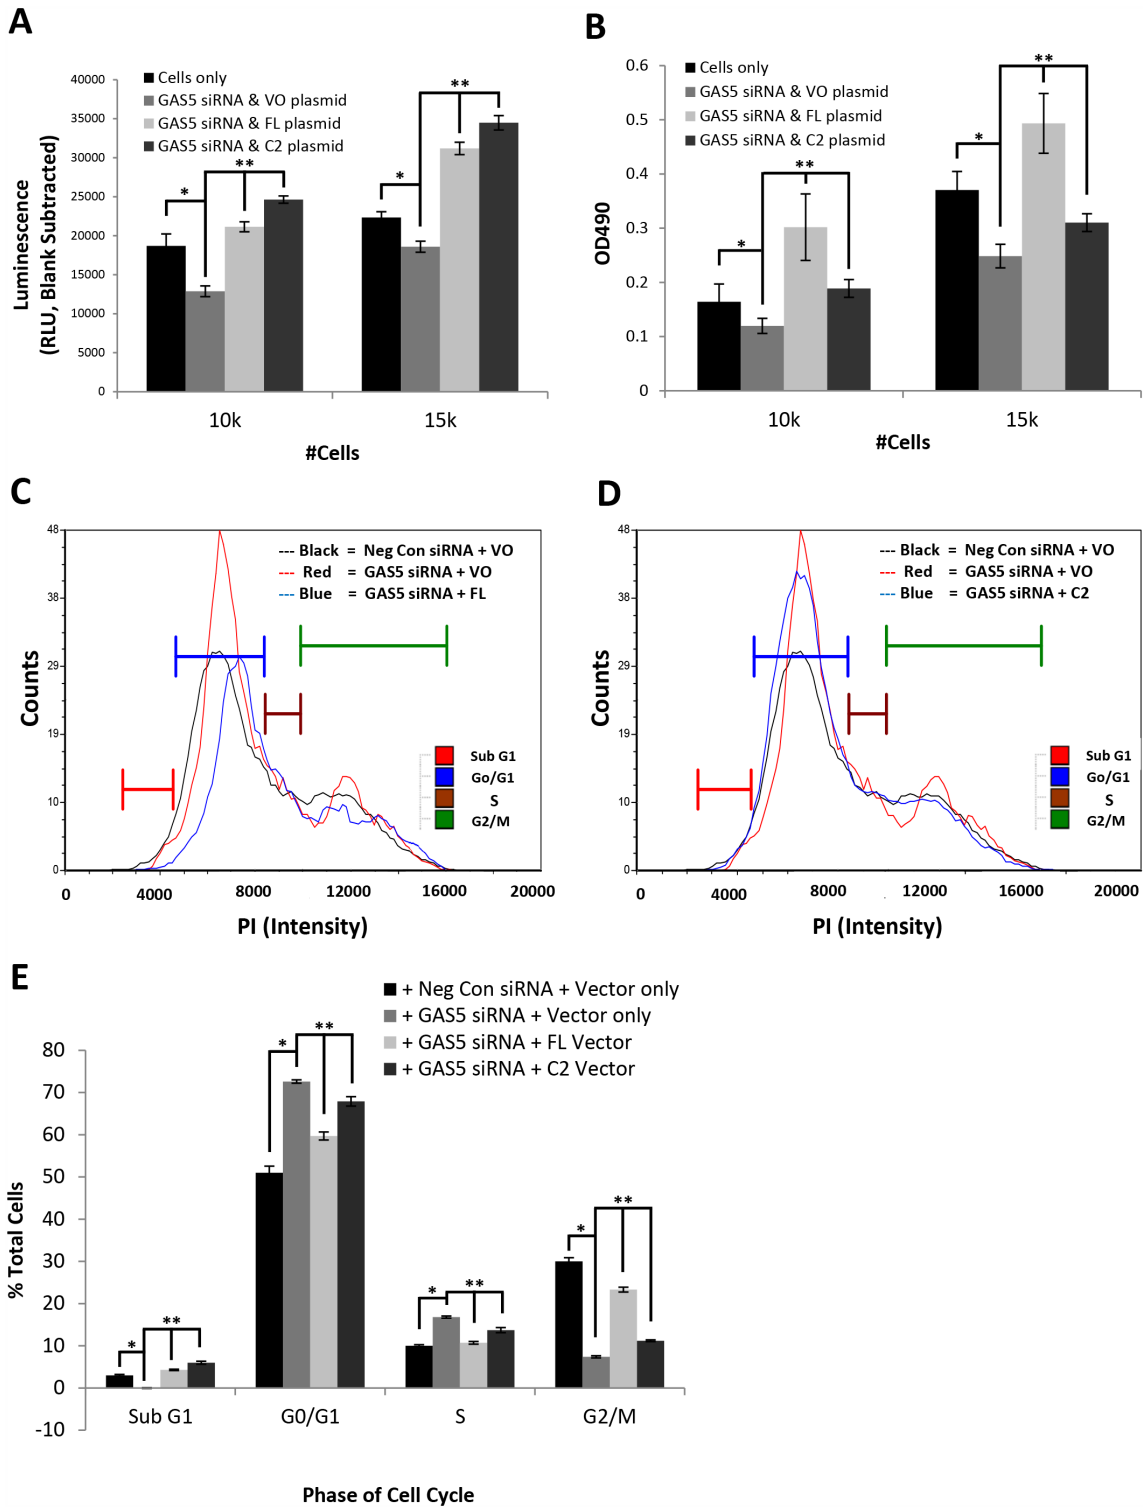 A
Cells only
GAS5 siRNA & VO plasmid
GAS5 siRNA & FL plasmid
GAS5 siRNA & C2 plasmid
Luminescence
(RLU, Blank Subtracted)
40000
35000
30000
25000
20000
15000
10000
5000
0
*
**
*
**
10k
15k
#Cells
B
Cells only
GAS5 siRNA & VO plasmid
GAS5 siRNA & FL plasmid
GAS5 siRNA & C2 plasmid
OD490
0.6
0.5
0.4
0.3
0.2
0.1
0
*
**
*
**
10k
15k
#Cells
C
Counts
48
38
29
19
10
0
--- Black = Neg Con siRNA + VO
--- Red = GAS5 siRNA + VO
--- Blue = GAS5 siRNA + FL
Sub G1
Go/G1
S
G2/M
0 4000 8000 12000 16000 20000
PI (Intensity)
D
Counts
48
38
29
19
10
0
--- Black = Neg Con siRNA + VO
--- Red = GAS5 siRNA + VO
--- Blue = GAS5 siRNA + C2
Sub G1
Go/G1
S
G2/M
0 4000 8000 12000 16000 20000
PI (Intensity)
E
+ Neg Con siRNA + Vector only
+ GAS5 siRNA + Vector only
+ GAS5 siRNA + FL Vector
+ GAS5 siRNA + C2 Vector
% Total Cells
80
70
60
50
40
30
20
10
0
-10
*
**
*
**
*
**
*
**
Sub G1
G0/G1
S
G2/M
Phase of Cell Cycle